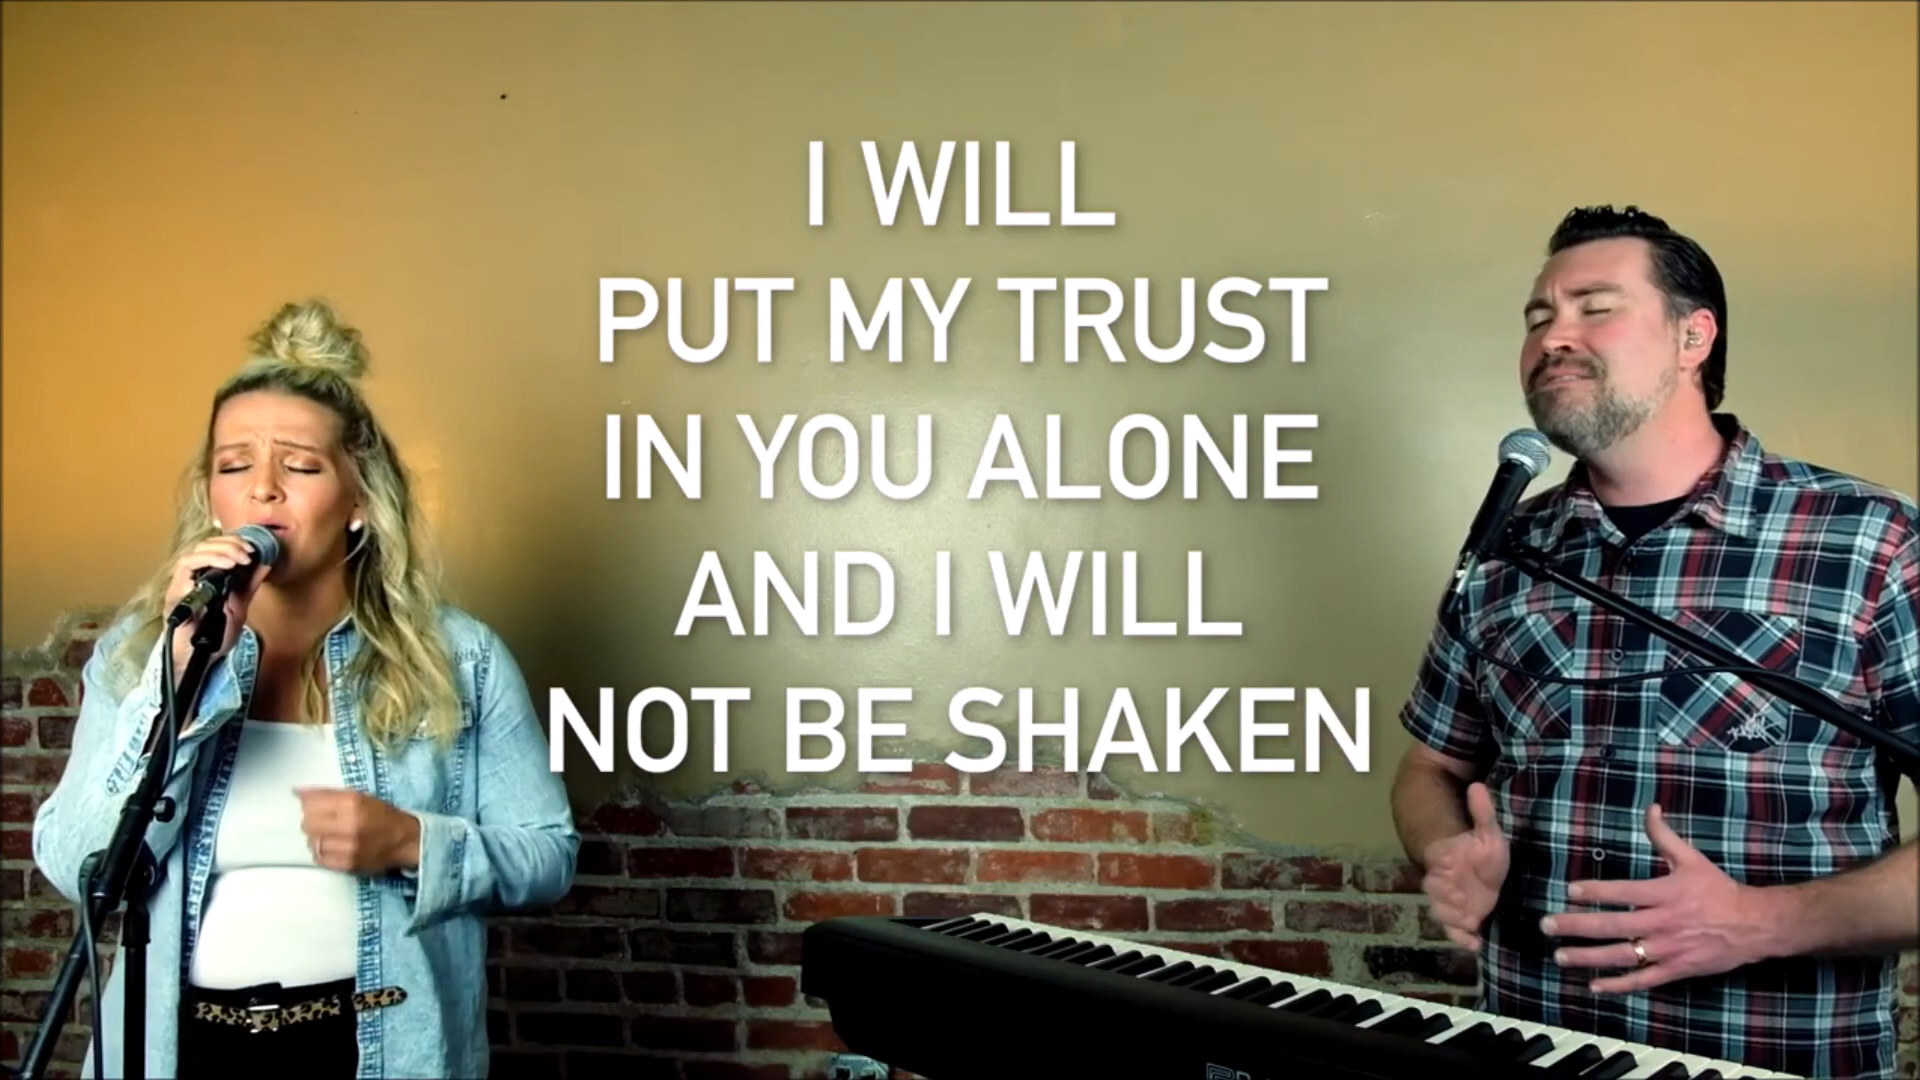 I WILL
PUT MY TRUST
IN YOU ALONE
AND I WILL
NOT BE SHAKEN